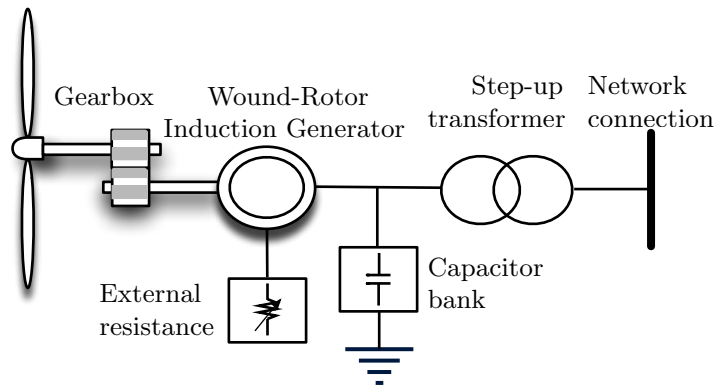 Gearbox
Wound-Rotor
Induction Generator
Step-up
transformer
Network
connection
External
resistance
Capacitor
bank